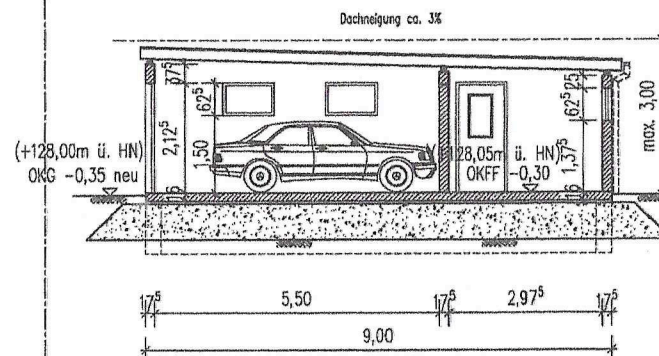 Dachneigung ca. 3%
37⁵
62⁵
2,12⁵
1,50
16
25
62⁵
1,37⁵
16
max. 3,00
(+128,00m ü. HN)
OKG -0,35 neu
128,05m ü. HN)
OKFF -0,30
17⁵ 5,50 17⁵ 2,97⁵ 17⁵
9,00